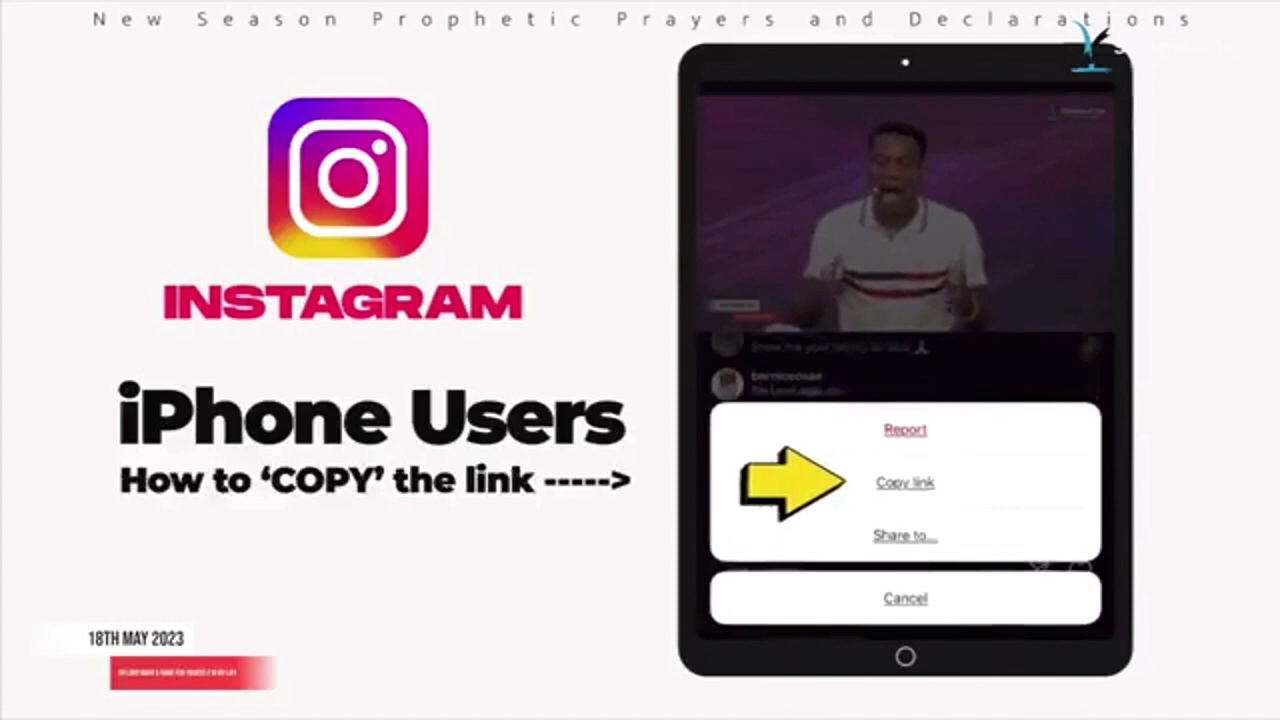 New Season Prophetic Prayers and Declarations
INSTAGRAM
iPhone Users
How to ‘COPY’ the link ----->
berniceosae
Report
Copy link
Share to...
Cancel
18TH MAY 2023